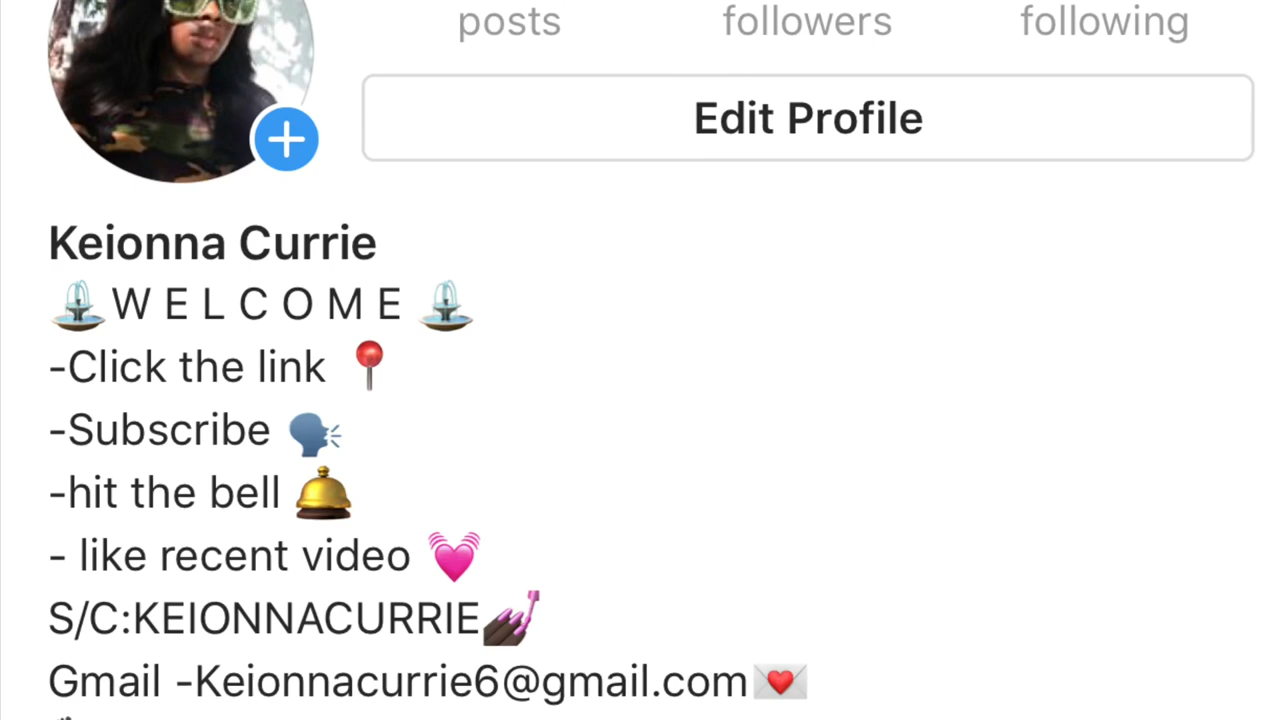 posts followers following
Edit Profile
Keionna Currie
⛲W E L C O M E ⛲
-Click the link 📍
-Subscribe 🗣
-hit the bell 🛎
- like recent video 💓
S/C:KEIONNACURRIE💅🏿
Gmail -Keionnacurrie6@gmail.com💌